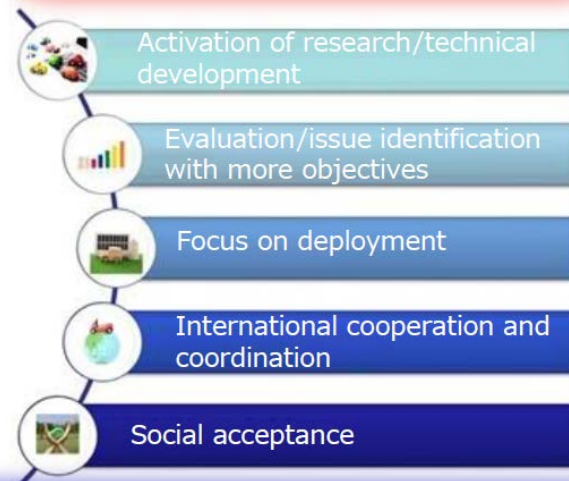 Activation of research/technical
development
Evaluation/issue identification
with more objectives
Focus on deployment
International cooperation and
coordination
Social acceptance